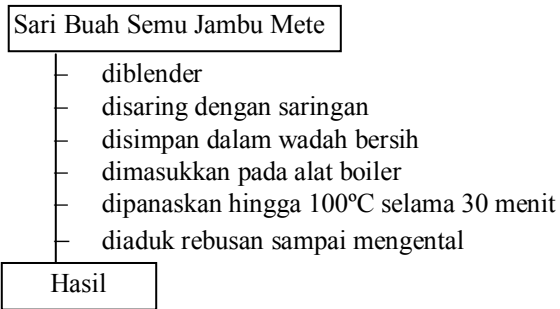 Sari Buah Semu Jambu Mete
– diblender
– disaring dengan saringan
– disimpan dalam wadah bersih
– dimasukkan pada alat boiler
– dipanaskan hingga 100ºC selama 30 menit
– diaduk rebusan sampai mengental
Hasil